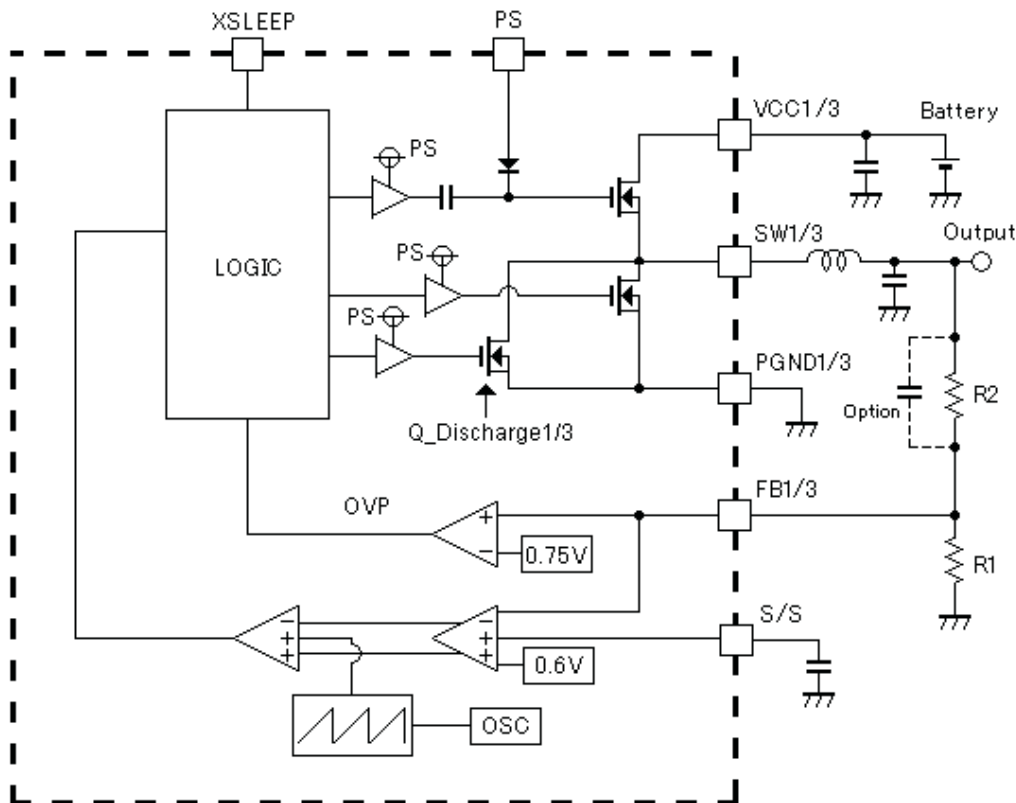 XSLEEP
PS
VCC1/3
Battery
PS
SW1/3
Output
LOGIC
PS
PS
PGND1/3
R2
Option
Q_Discharge1/3
FB1/3
OVP
+
−
0.75V
R1
S/S
−
+
+
−
+
+
0.6V
OSC